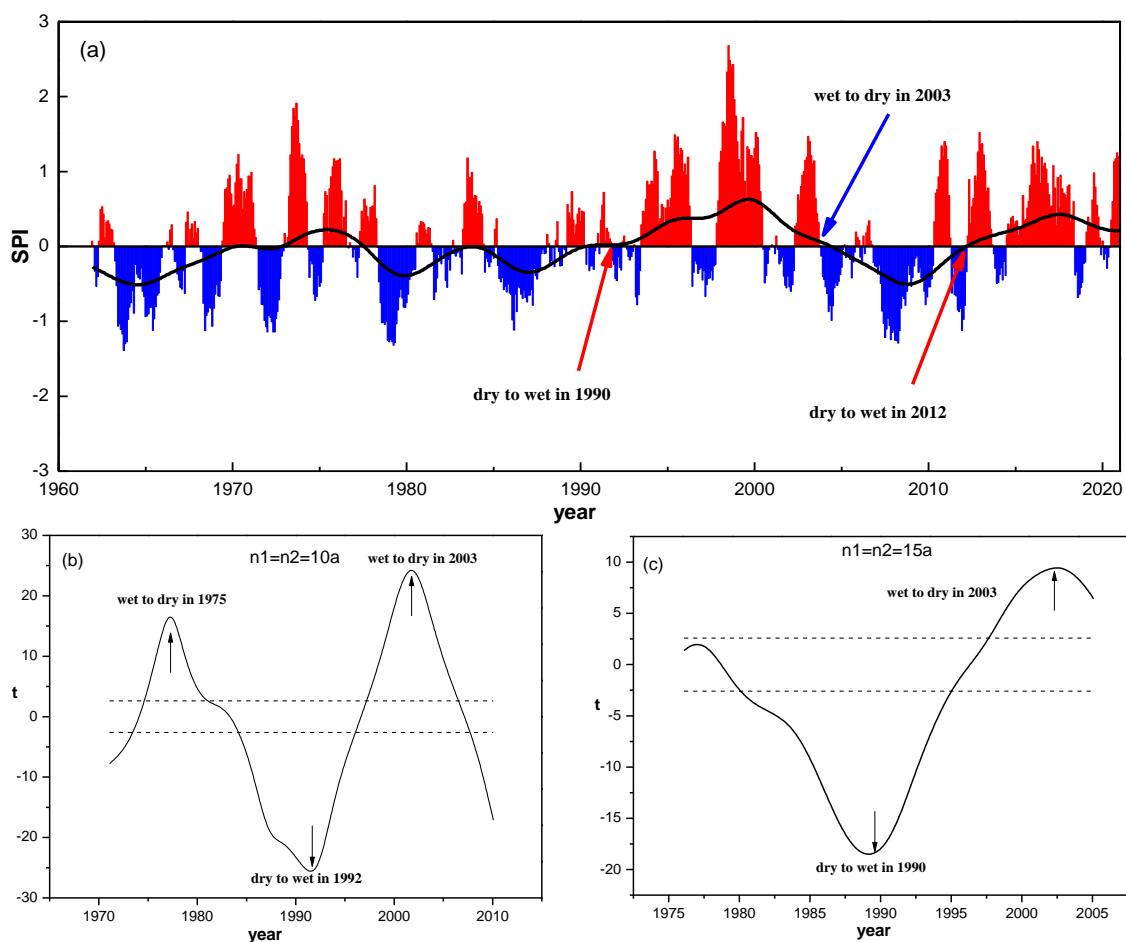 (a)
3
2
1
0
-1
-2
-3
SPI
wet to dry in 2003
dry to wet in 1990
dry to wet in 2012
1960 1970 1980 1990 2000 2010 2020
year
(b)
n1=n2=10a
wet to dry in 2003
wet to dry in 1975
dry to wet in 1992
30
20
10
0
-10
-20
-30
t
1970 1980 1990 2000 2010
year
(c)
n1=n2=15a
wet to dry in 2003
dry to wet in 1990
10
5
0
-5
-10
-15
-20
t
1975 1980 1985 1990 1995 2000 2005
year